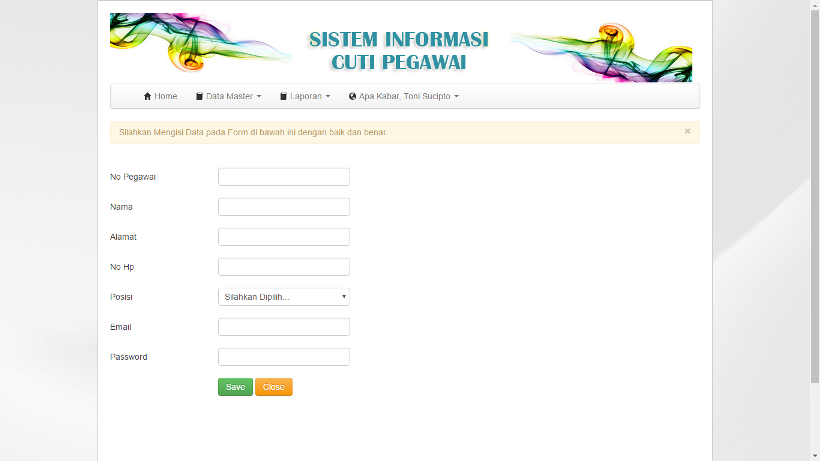 SISTEM INFORMASI
CUTI PEGAWAI
Home Data Master Laporan Apa Kabar, Toni Sucipto
Silahkan Mengisi Data pada Form di bawah ini dengan baik dan benar ×
No Pegawai
Nama
Alamat
No Hp
Posisi Silahkan Dipilih...
Email
Password
Save Close